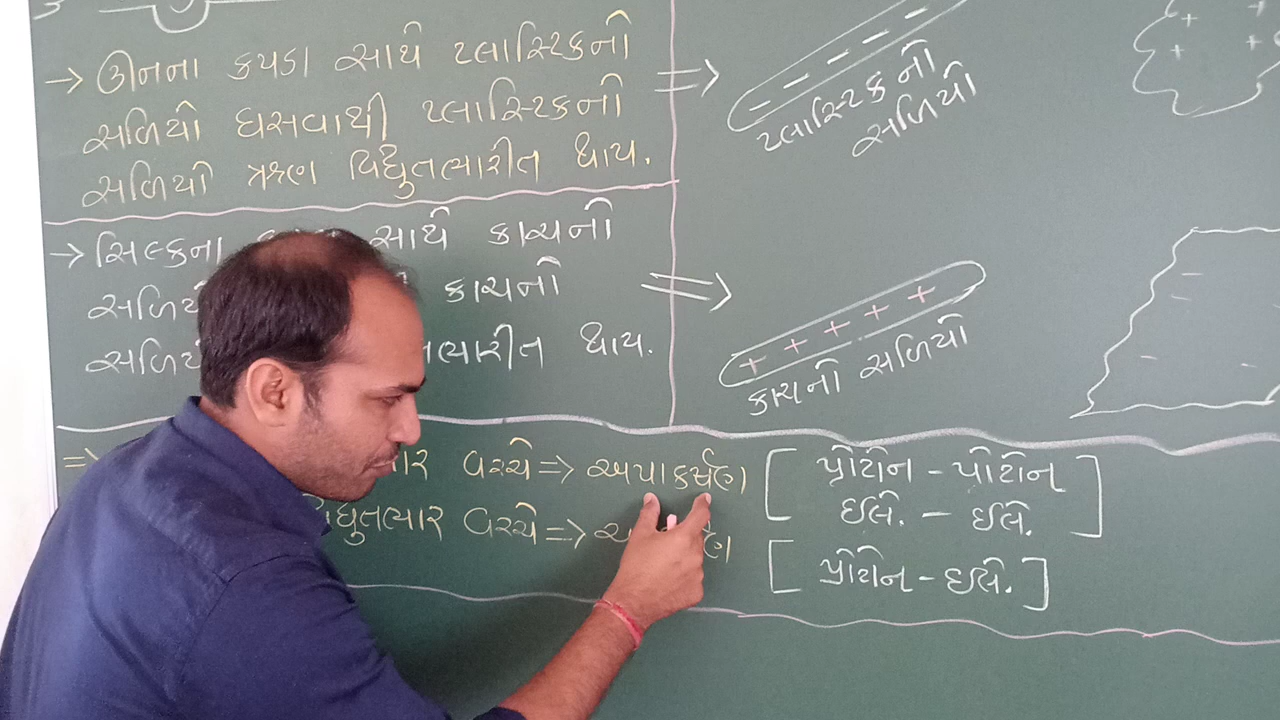 → ઊનના કપડા સાથે પ્લાસ્ટિકનો
સળિયો ઘસવાથી પ્લાસ્ટિકનો
સળિયો ઋણ વિદ્યુતભારીત થાય.
⇒
પ્લાસ્ટિકનો
સળિયો
→ સિલ્કના સાથે કાચનો
કાચનો
થાય.
⇒
+ + + + +
કાચનો સળિયો
⇒ વચ્ચે ⇒ અપાકર્ષણ [ પ્રોટોન - પ્રોટોન
ઈલે. - ઈલે. ]
વિદ્યુતભાર વચ્ચે ⇒ [ પ્રોટોન - ઈલે. ]